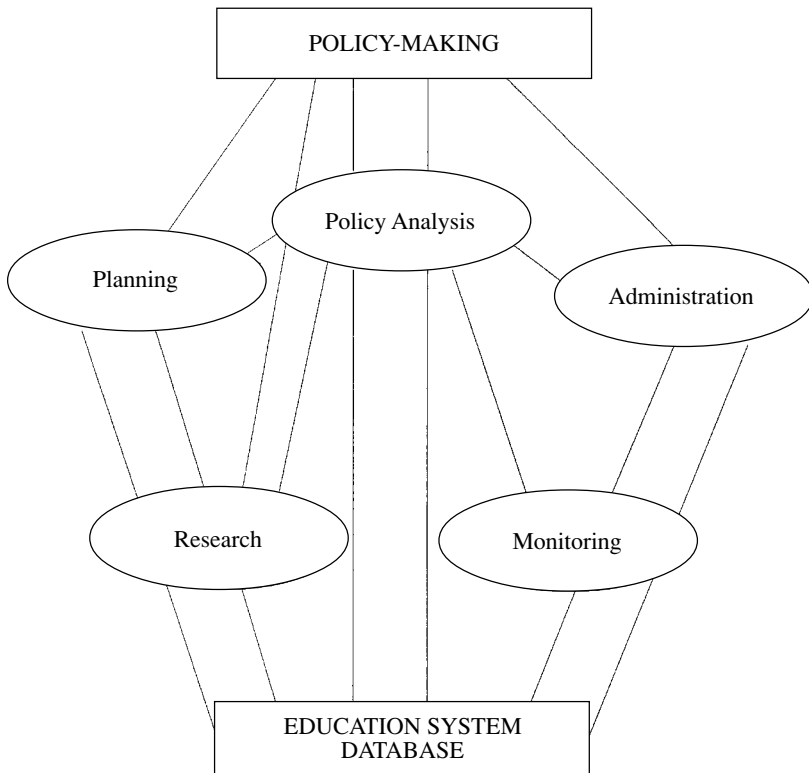 POLICY-MAKING
Policy Analysis
Planning
Administration
Research
Monitoring
EDUCATION SYSTEM
DATABASE